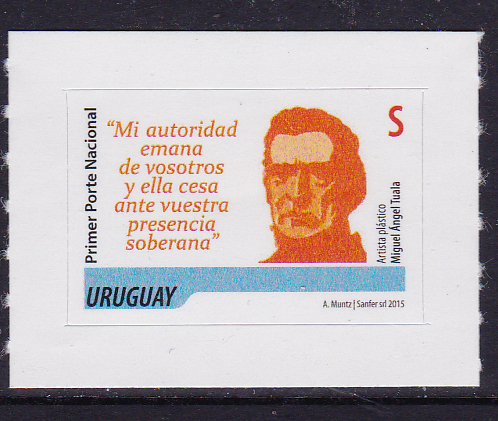 Primer Porte Nacional
“Mi autoridad
emana
de vosotros
y ella cesa
ante vuestra
presencia
soberana”
S
Artista plástico
Miguel Ángel Tuala
URUGUAY
A. Muntz | Sanfer srl 2015